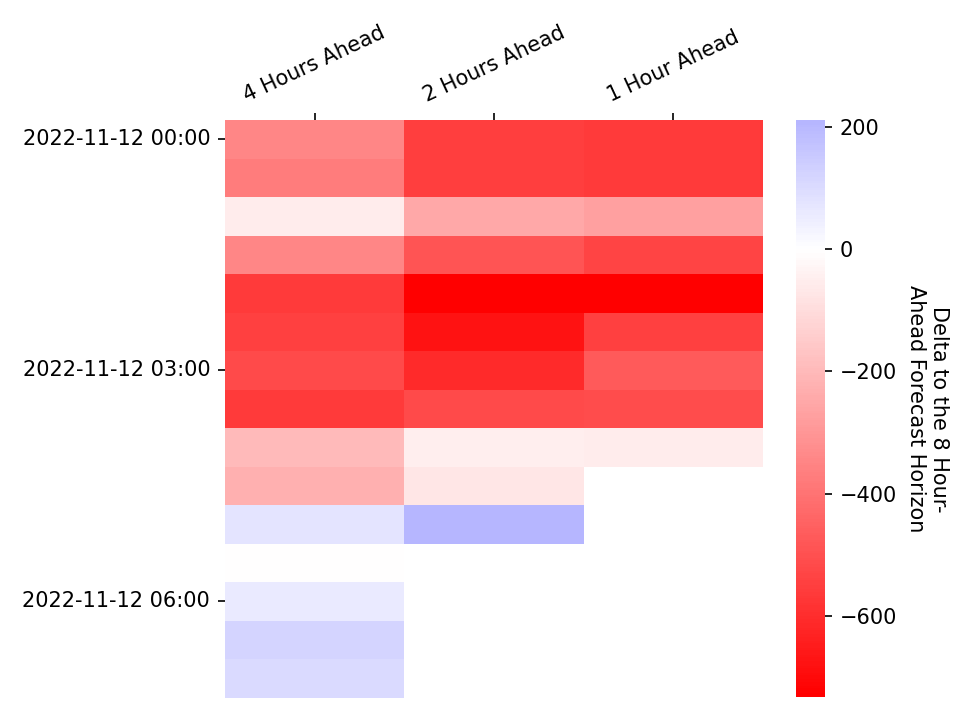 4 Hours Ahead
2 Hours Ahead
1 Hour Ahead
2022-11-12 00:00
2022-11-12 03:00
2022-11-12 06:00
200
0
−200
−400
−600
Delta to the 8 Hour-
Ahead Forecast Horizon